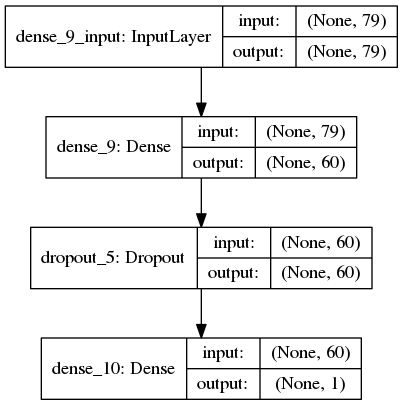 dense_9_input: InputLayer
input: (None, 79)
output: (None, 79)
dense_9: Dense
input: (None, 79)
output: (None, 60)
dropout_5: Dropout
input: (None, 60)
output: (None, 60)
dense_10: Dense
input: (None, 60)
output: (None, 1)